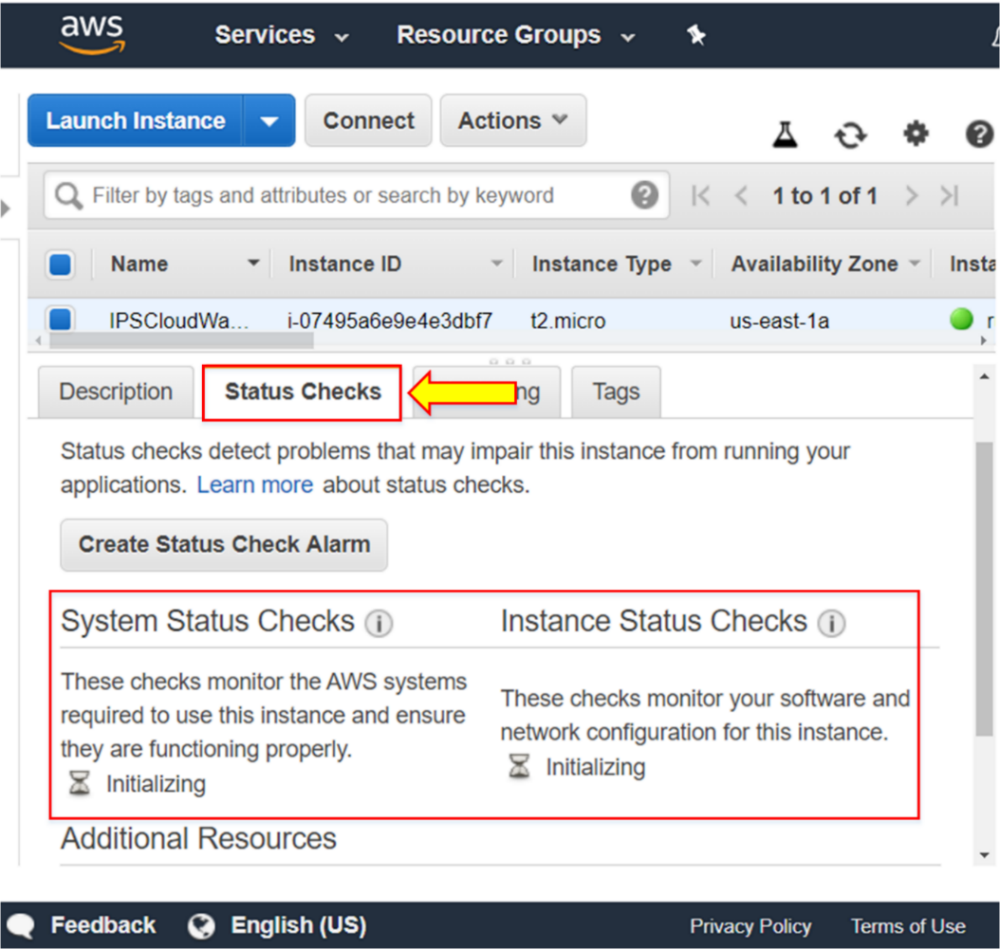 aws Services Resource Groups
Launch Instance Connect Actions
Filter by tags and attributes or search by keyword 1 to 1 of 1
Name Instance ID Instance Type Availability Zone Insta
IPSCloudWa... i-07495a6e9e4e3dbf7 t2.micro us-east-1a r
Description Status Checks ng Tags
Status checks detect problems that may impair this instance from running your
applications. Learn more about status checks.
Create Status Check Alarm
System Status Checks
These checks monitor the AWS systems
required to use this instance and ensure
they are functioning properly.
Initializing
Instance Status Checks
These checks monitor your software and
network configuration for this instance.
Initializing
Additional Resources
Feedback English (US) Privacy Policy Terms of Use